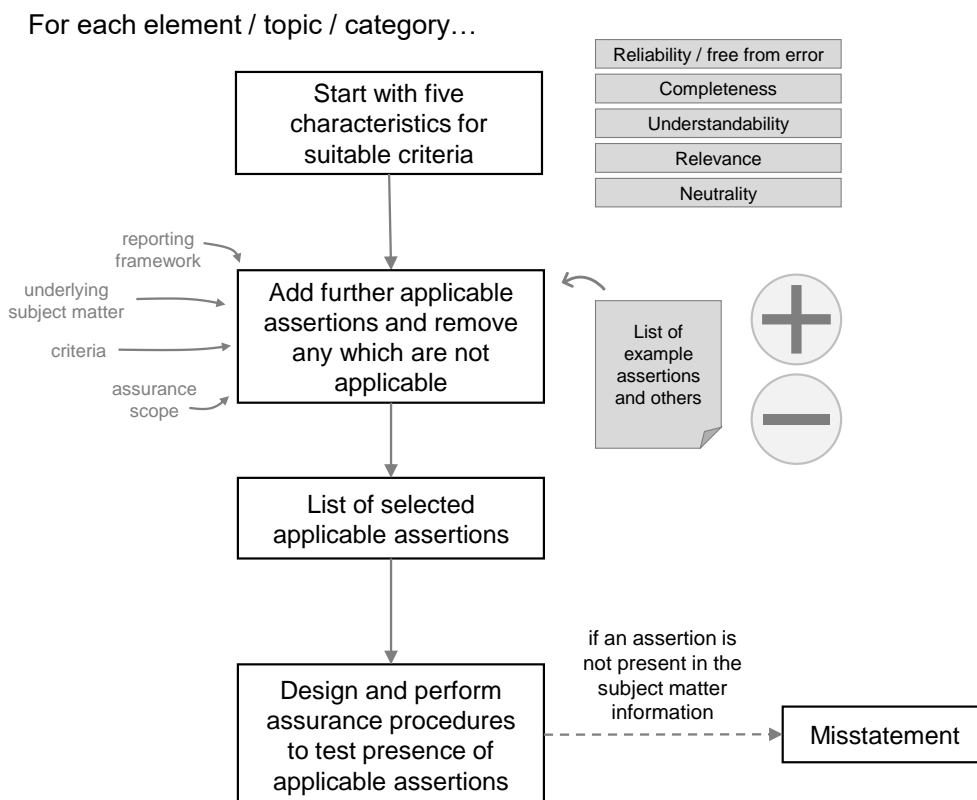 For each element / topic / category…
Start with five
characteristics for
suitable criteria
Reliability / free from error
Completeness
Understandability
Relevance
Neutrality
reporting
framework
underlying
subject matter
criteria
assurance
scope
Add further applicable
assertions and remove
any which are not
applicable
List of
example
assertions
and others
List of selected
applicable assertions
Design and perform
assurance procedures
to test presence of
applicable assertions
if an assertion is
not present in the
subject matter
information
Misstatement